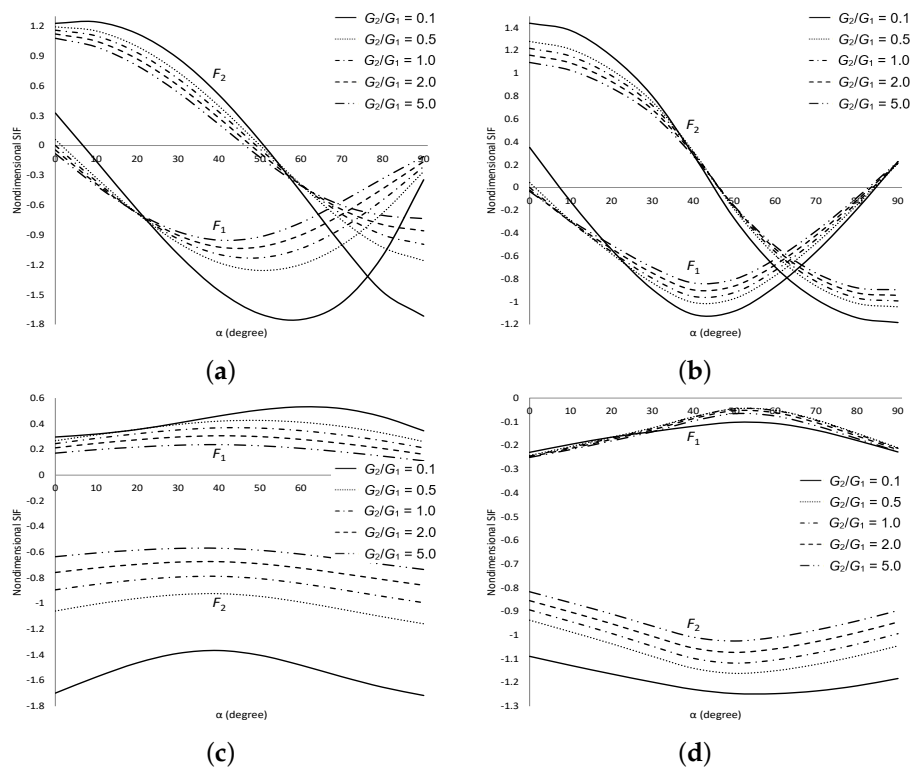 G2/G1 = 0.1
G2/G1 = 0.5
G2/G1 = 1.0
G2/G1 = 2.0
G2/G1 = 5.0
1.2
0.9
0.6
0.3
0
-0.3
-0.6
-0.9
-1.2
-1.5
-1.8
Nondimensional SIF
F2
F1
0 10 20 30 40 50 60 70 80 90
α (degree)
(a)
G2/G1 = 0.1
G2/G1 = 0.5
G2/G1 = 1.0
G2/G1 = 2.0
G2/G1 = 5.0
1.4
1.2
1
0.8
0.6
0.4
0.2
0
-0.2
-0.4
-0.6
-0.8
-1
-1.2
Nondimensional SIF
F2
F1
0 10 20 30 40 50 60 70 80 90
α (degree)
(b)
0.6
0.4
0.2
0
-0.2
-0.4
-0.6
-0.8
-1
-1.2
-1.4
-1.6
-1.8
Nondimensional SIF
F1
0 10 20 30 40 50 60
G2/G1 = 0.1
G2/G1 = 0.5
G2/G1 = 1.0
G2/G1 = 2.0
G2/G1 = 5.0
F2
α (degree)
(c)
0
-0.1
-0.2
-0.3
-0.4
-0.5
-0.6
-0.7
-0.8
-0.9
-1
-1.1
-1.2
-1.3
Nondimensional SIF
0 10 20 30 40 50 60 70 80 90
F1
G2/G1 = 0.1
G2/G1 = 0.5
G2/G1 = 1.0
G2/G1 = 2.0
G2/G1 = 5.0
F2
α (degree)
(d)